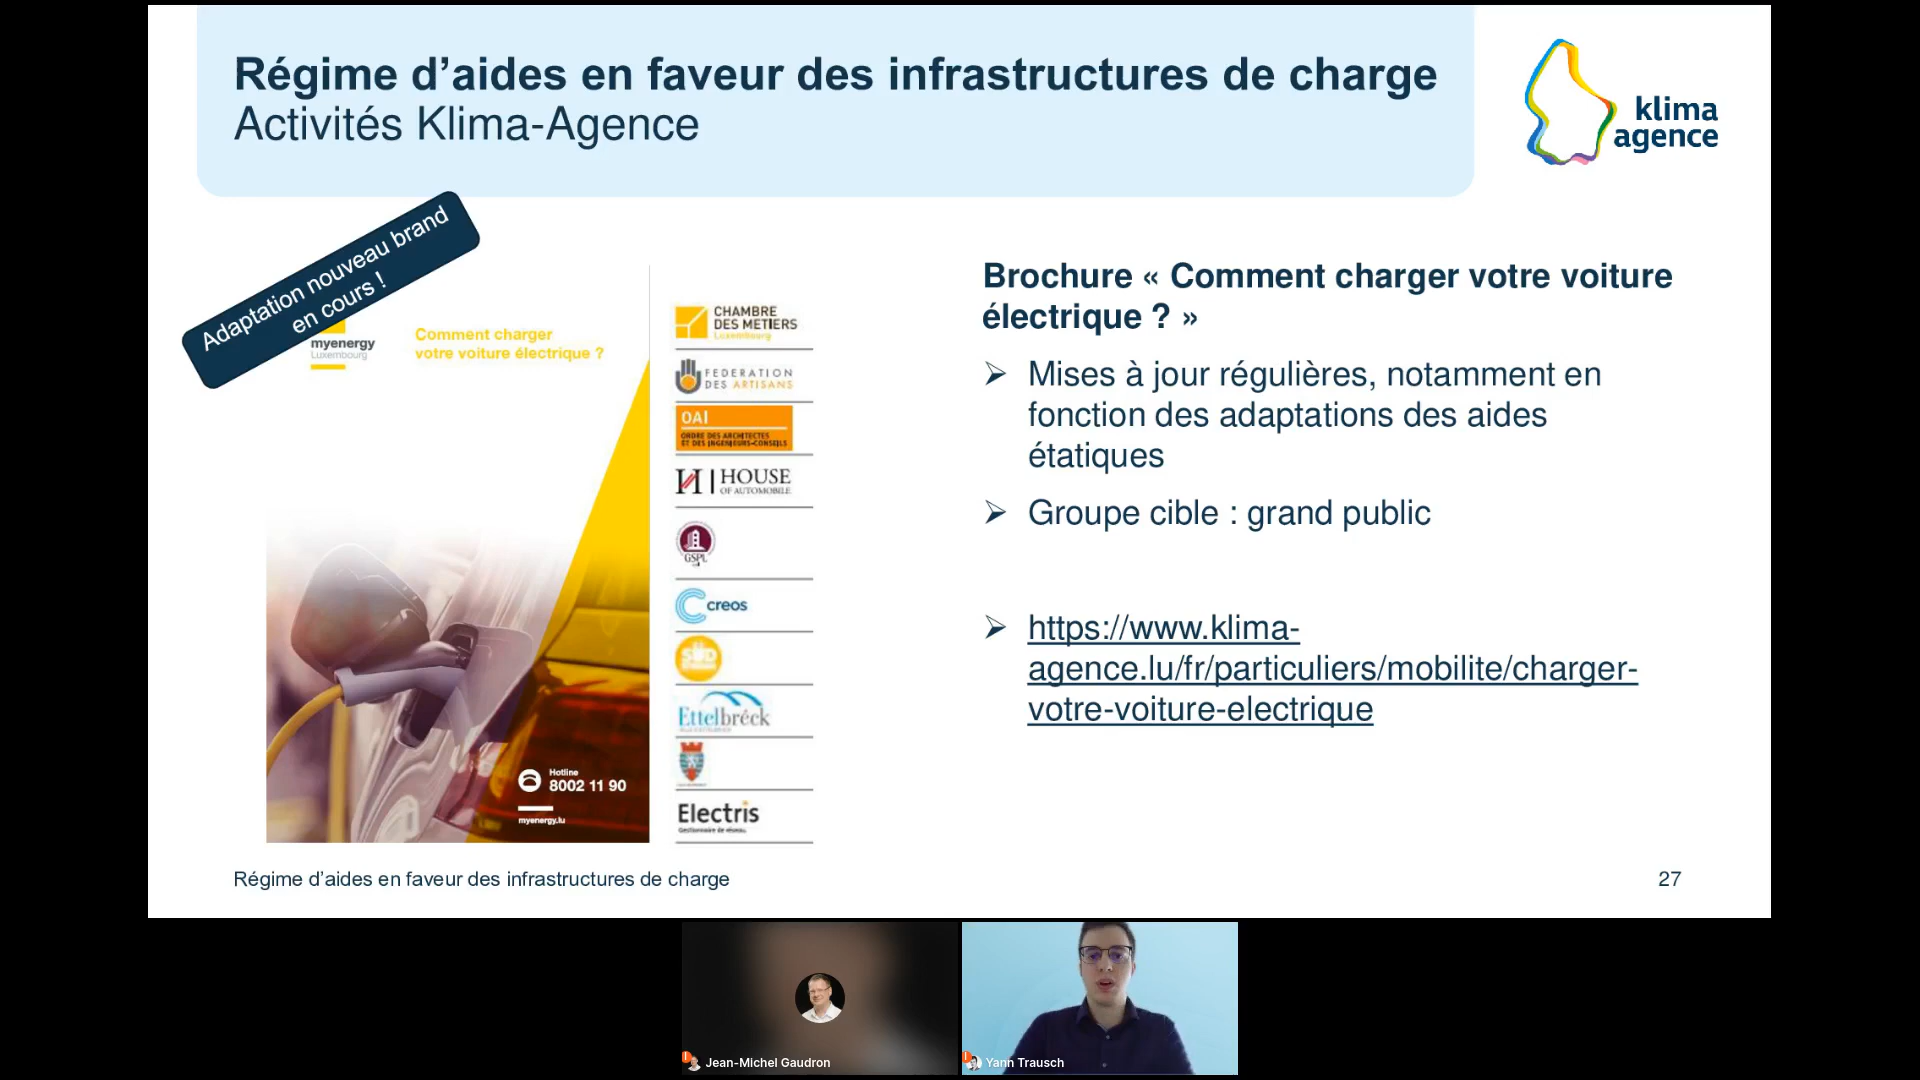 Régime d’aides en faveur des infrastructures de charge
Activités Klima-Agence
klima
agence
Adaptation nouveau brand
en cours !
myenergy
Luxembourg
Comment charger
votre voiture électrique ?
Hotline
8002 11 90
myenergy.lu
CHAMBRE
DES METIERS
Luxembourg
FEDERATION
DES ARTISANS
OAI
ORDRE DES ARCHITECTES
ET DES INGENIEURS-CONSEILS
HOUSE
OF AUTOMOBILE
GSPL
creos
SÜD
Ettelbréck
Electris
Gestionnaire de réseau
Brochure « Comment charger votre voiture
électrique ? »
Mises à jour régulières, notamment en
fonction des adaptations des aides
étatiques
Groupe cible : grand public
https://www.klima-
agence.lu/fr/particuliers/mobilite/charger-
votre-voiture-electrique
Régime d’aides en faveur des infrastructures de charge
27
Jean-Michel Gaudron
Yann Trausch